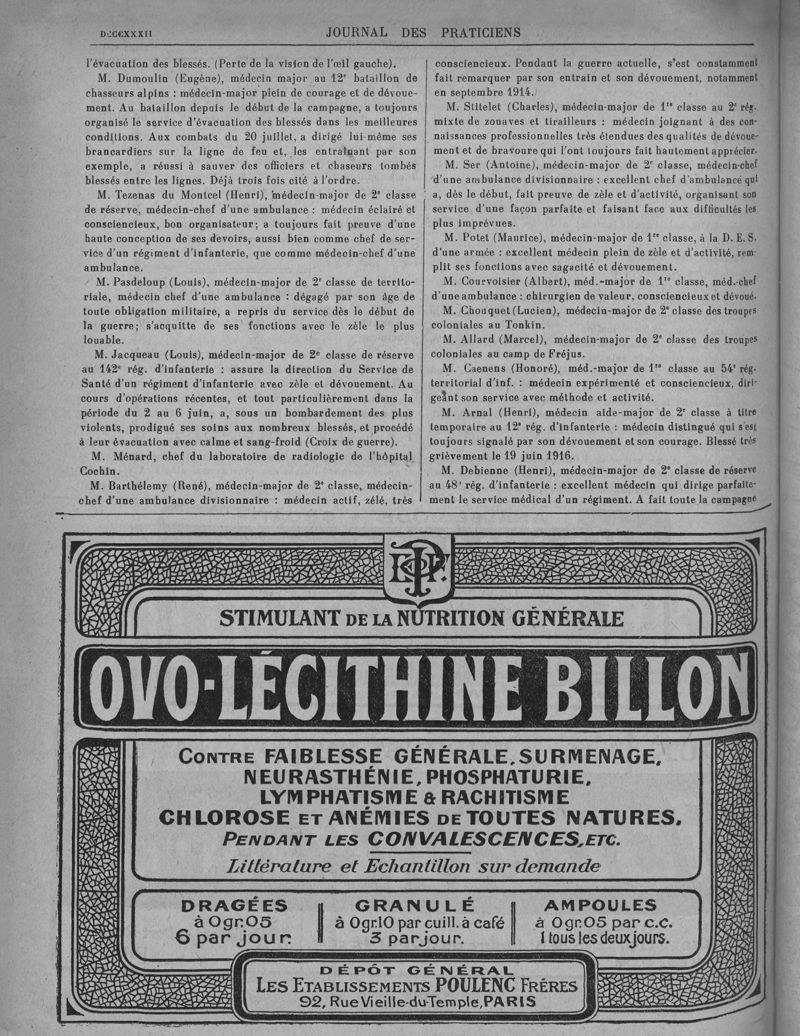 DCCCXXXII
JOURNAL DES PRATICIENS
l'évacuation des blessés. (Perte de la vision de l'œil gauche).
M. Dumoulin (Eugène), médecin major au 12e bataillon de
chasseurs alpins : médecin-major plein de courage et de dévoue-
ment. Au bataillon depuis le début de la campagne, a toujours
organisé le service d'évacuation des blessés dans les meilleures
conditions. Aux combats du 20 juillet, a dirigé lui-même ses
brancardiers sur la ligne de feu et, les entraînant par son
exemple, a réussi à sauver des officiers et chaseurs tombés
blessés entre les lignes. Déjà trois fois cité à l'ordre.
M. Tezenas du Montcel (Henri), médecin-major de 2e classe
de réserve, médecin-chef d'une ambulance : médecin éclairé et
consciencieux, bon organisateur; a toujours fait preuve d'une
haute conception de ses devoirs, aussi bien comme chef de ser-
vice d'un régiment d'infanterie, que comme médecin-chef d'une
ambulance.
M. Pasdeloup (Louis), médecin-major de 2e classe de territo-
riale, médecin chef d'une ambulance : dégagé par son âge de
toute obligation militaire, a repris du service dès le début de
la guerre; s'acquitte de ses fonctions avec le zèle le plus
louable.
M. Jacqueau (Louis), médecin-major de 2e classe de réserve
au 142e rég. d'infanterie : assure la direction du Service de
Santé d'un régiment d'infanterie avec zèle et dévouement. Au
cours d'opérations récentes, et tout particulièrement dans la
période du 2 au 6 juin, a, sous un bombardement des plus
violents, prodigué ses soins aux nombreux blessés, et procédé
à leur évacuation avec calme et sang-froid (Croix de guerre).
M. Ménard, chef du laboratoire de radiologie de l'hôpital
Cochin.
M. Barthélemy (René), médecin-major de 2e classe, médecin-
chef d'une ambulance divisionnaire : médecin actif, zélé, très
consciencieux. Pendant la guerre actuelle, s'est constamment
fait remarquer par son entrain et son dévouement, notamment
en septembre 1914.
M. Stitelet (Charles), médecin-major de 1re classe au 2e rég.
mixte de zouaves et tirailleurs : médecin joignant à des con-
naissances professionnelles très étendues des qualités de dévoue-
ment et de bravoure qui l'ont toujours fait hautement apprécier.
M. Ser (Antoine), médecin-major de 2e classe, médecin-chef
d'une ambulance divisionnaire : excellent chef d'ambulance qui
a, dès le début, fait preuve de zèle et d'activité, organisant son
service d'une façon parfaite et faisant face aux difficultés les
plus imprévues.
M. Potet (Maurice), médecin-major de 1re classe, à la D. E. S.
d'une armée : excellent médecin plein de zèle et d'activité, rem-
plit ses fonctions avec sagacité et dévouement.
M. Courvoisier (Albert), méd.-major de 1re classe, méd.-chef
d'une ambulance : chirurgien de valeur, consciencieux et dévoué.
M. Chouquet (Lucien), médecin-major de 2e classe des troupes
coloniales au Tonkin.
M. Allard (Marcel), médecin-major de 2e classe des troupes
coloniales au camp de Fréjus.
M. Caenens (Honoré), méd.-major de 1re classe au 54e rég.
territorial d'inf. : médecin expérimenté et consciencieux, diri-
geant son service avec méthode et activité.
M. Arnal (Henri), médecin aide-major de 2e classe à titre
temporaire au 12e rég. d'infanterie : médecin distingué qui s'est
toujours signalé par son dévouement et son courage. Blessé très
grièvement le 19 juin 1916.
M. Debienne (Henri), médecin-major de 2e classe de réserve
au 48e rég. d'infanterie : excellent médecin qui dirige parfaite-
ment le service médical d'un régiment. A fait toute la campagne
STIMULANT DE LA NUTRITION GÉNÉRALE
OVO-LÉCITHINE BILLON
CONTRE FAIBLESSE GÉNÉRALE, SURMENAGE,
NEURASTHÉNIE, PHOSPHATURIE,
LYMPHATISME & RACHITISME
CHLOROSE ET ANÉMIES DE TOUTES NATURES.
PENDANT LES CONVALESCENCES, ETC.
Littérature et Echantillon sur demande
DRAGÉES
à 0gr.05
6 par jour.
GRANULÉ
à 0gr.10 par cuill. à café
3 par jour.
AMPOULES
à 0gr.05 par c.c.
1 tous les deux jours.
DÉPÔT GÉNÉRAL
LES ETABLISSEMENTS POULENC FRÈRES
92, Rue Vieille-du-Temple, PARIS